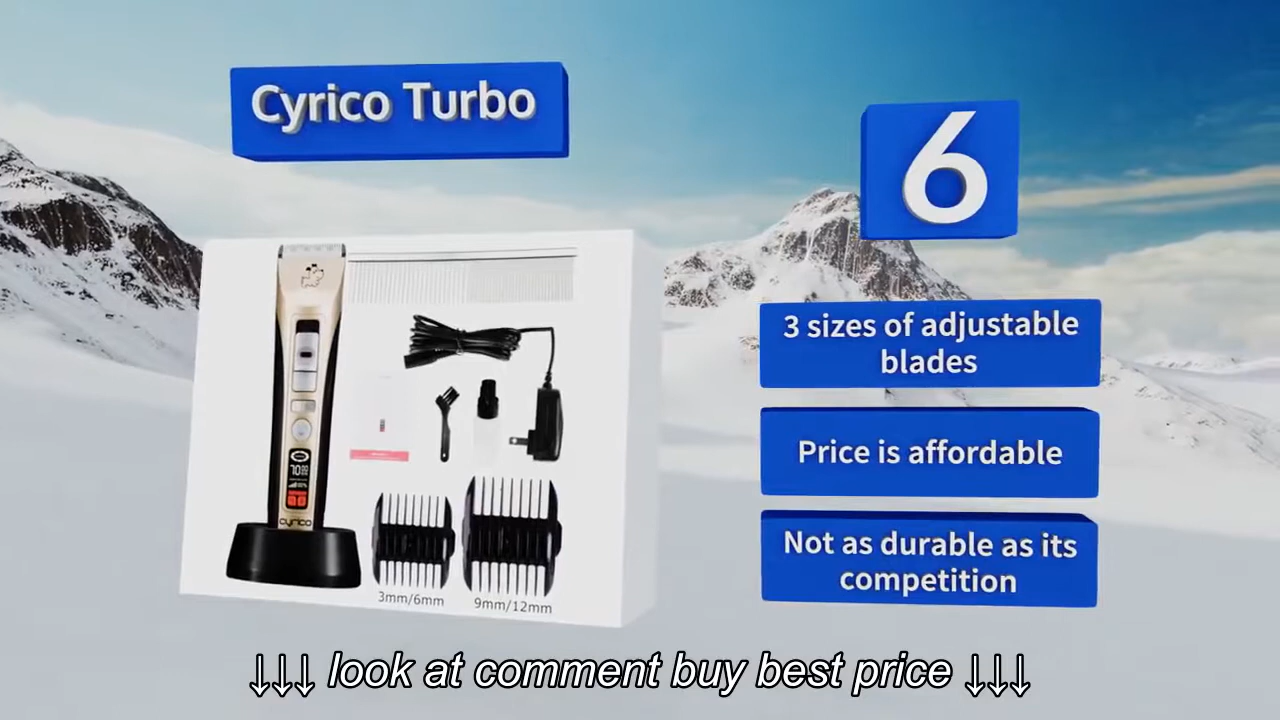 Cyrico Turbo
6
3 sizes of adjustable
blades
Price is affordable
Not as durable as its
competition
cyrico
3mm/6mm
9mm/12mm
↓↓↓ look at comment buy best price ↓↓↓